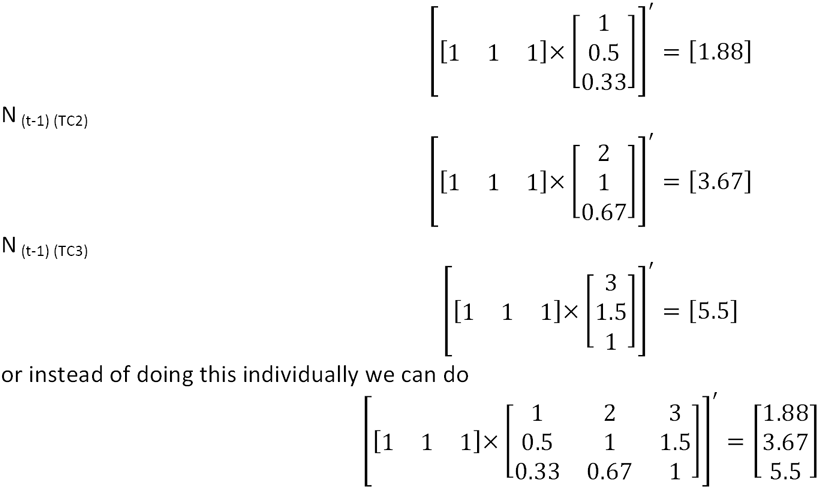 [[1 1 1]×[1 0.5 0.33]]′ = [1.88]
N (t-1) (TC2)
[[1 1 1]×[2 1 0.67]]′ = [3.67]
N (t-1) (TC3)
[[1 1 1]×[3 1.5 1]]′ = [5.5]
or instead of doing this individually we can do
[[1 1 1]×[1 2 3
0.5 1 1.5
0.33 0.67 1]]′ = [1.88 3.67 5.5]